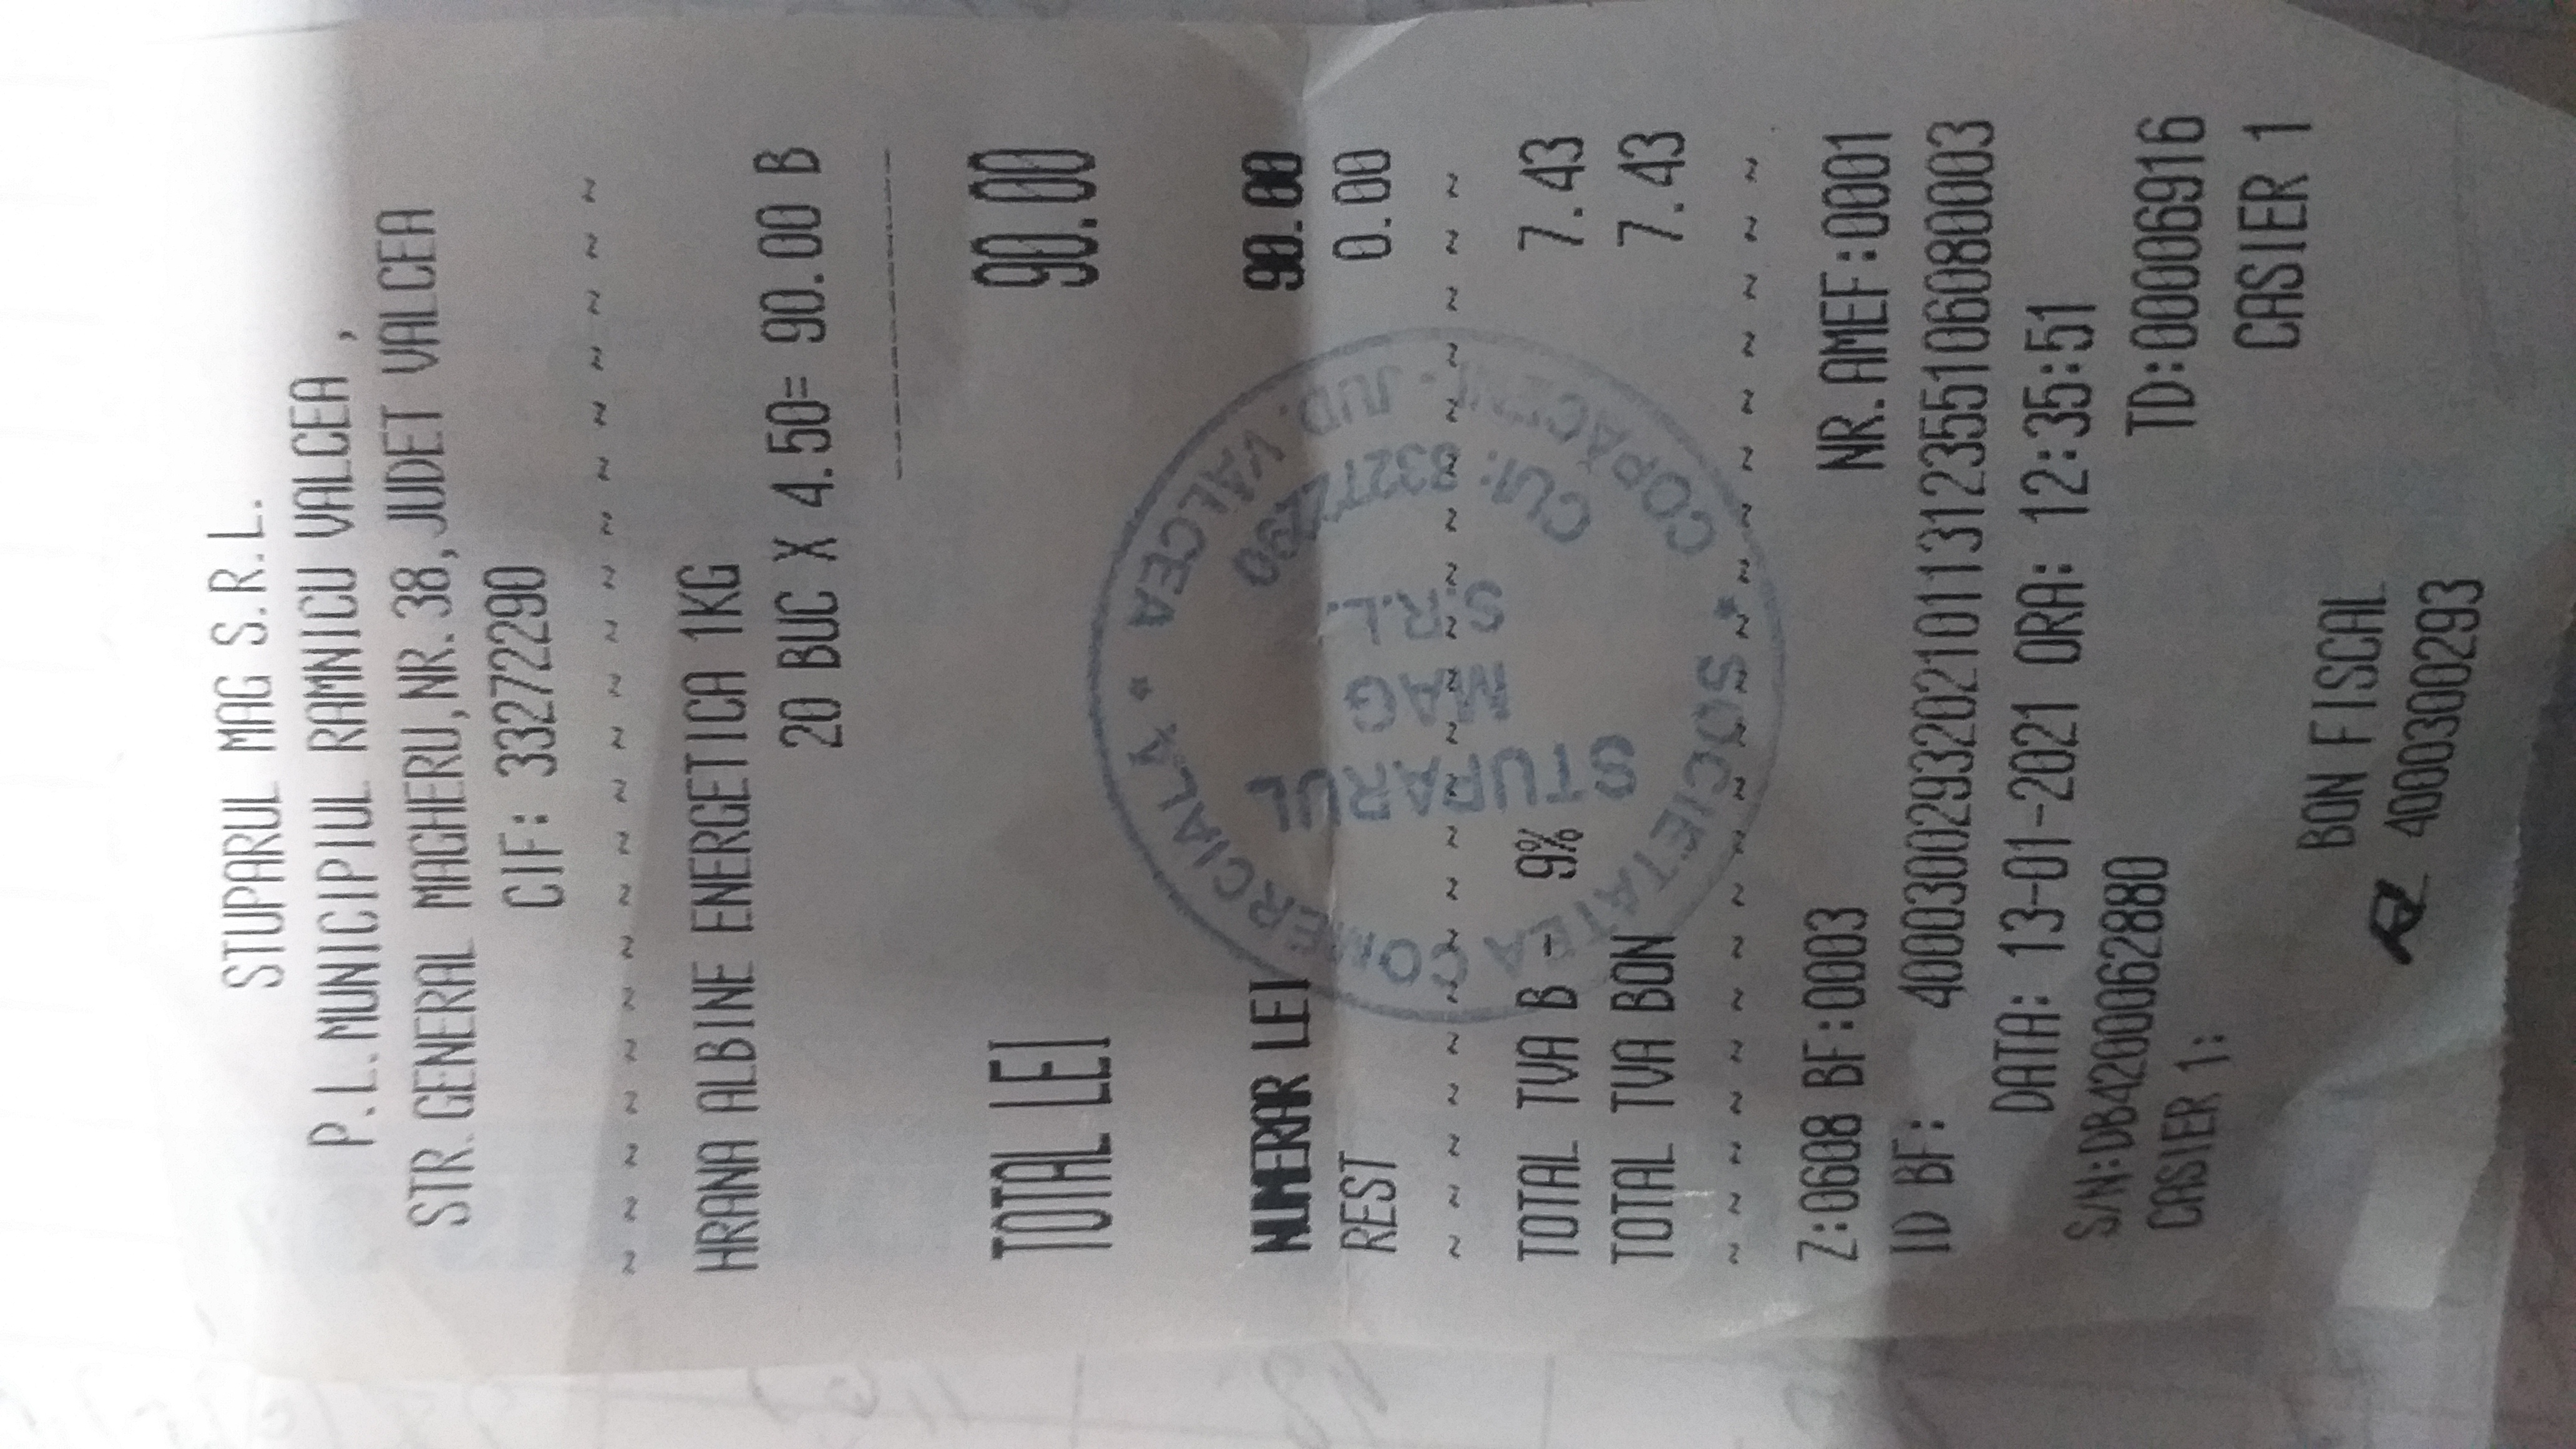 STUPARUL MAG S.R.L.
P.L.MUNICIPIUL RAMNICU VALCEA ,
STR.GENERAL MAGHERU,NR.38,JUDET VALCEA
CIF: 33272290
HRANA ALBINE ENERGETICA 1KG
20 BUC X 4.50= 90.00 B
TOTAL LEI 90.00
NUMERAR LEI 90.00
REST 0.00
TOTAL TVA B - 9% 7.43
TOTAL TVA BON 7.43
Z:0608 BF:0003 NR.AMEF:0001
ID BF: 40003002932021011312355106080003
DATA: 13-01-2021 ORA: 12:35:51
S/N:DB4200062880 TD:00006916
CASIER 1: CASIER 1
BON FISCAL
4000300293
* SOCIETATEA COMERCIALĂ *
COPĂCENI - JUD. VÂLCEA
STUPARUL
MAG
S.R.L.
CUI: 33272290